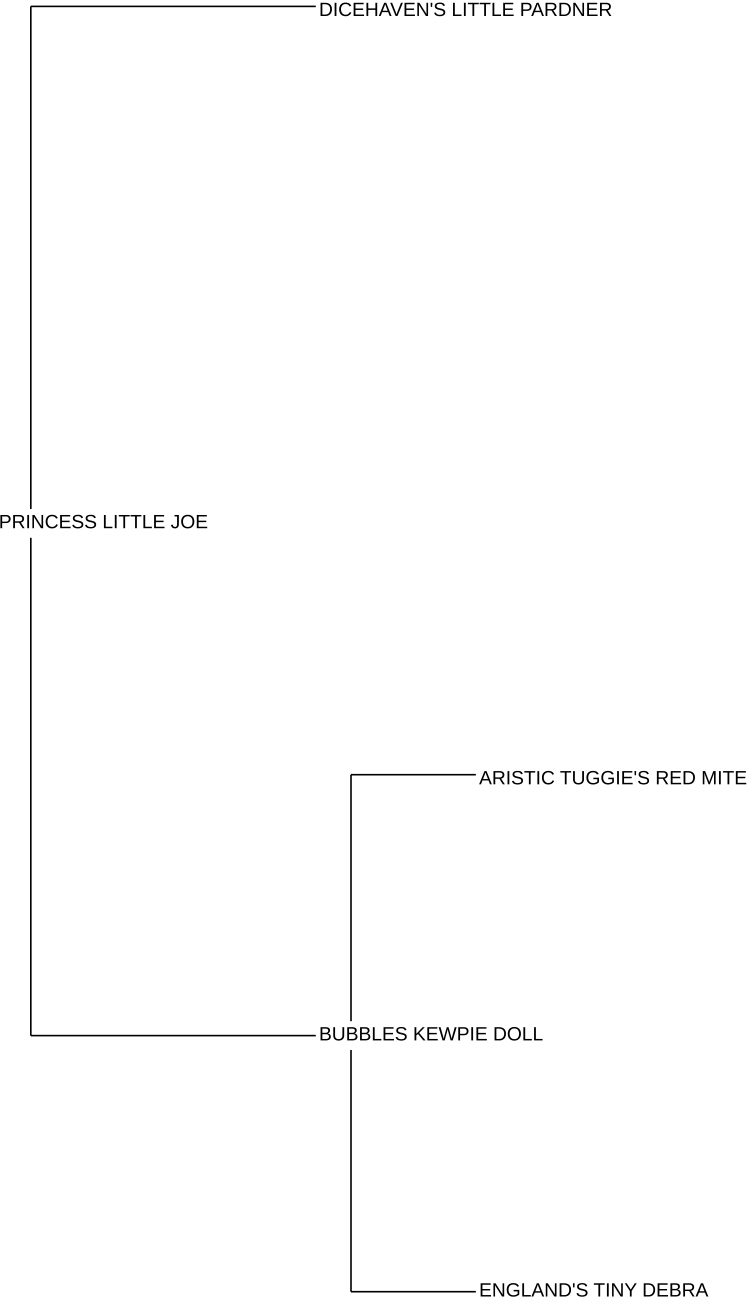 DICEHAVEN'S LITTLE PARDNER
PRINCESS LITTLE JOE
ARISTIC TUGGIE'S RED MITE
BUBBLES KEWPIE DOLL
ENGLAND'S TINY DEBRA